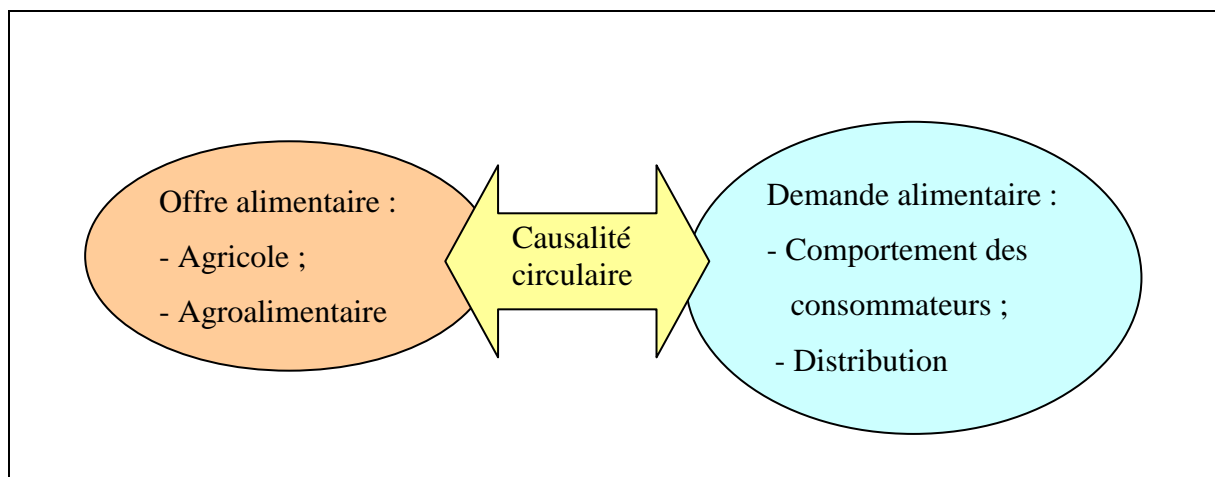 Offre alimentaire :
- Agricole ;
- Agroalimentaire
Causalité
circulaire
Demande alimentaire :
- Comportement des
consommateurs ;
- Distribution